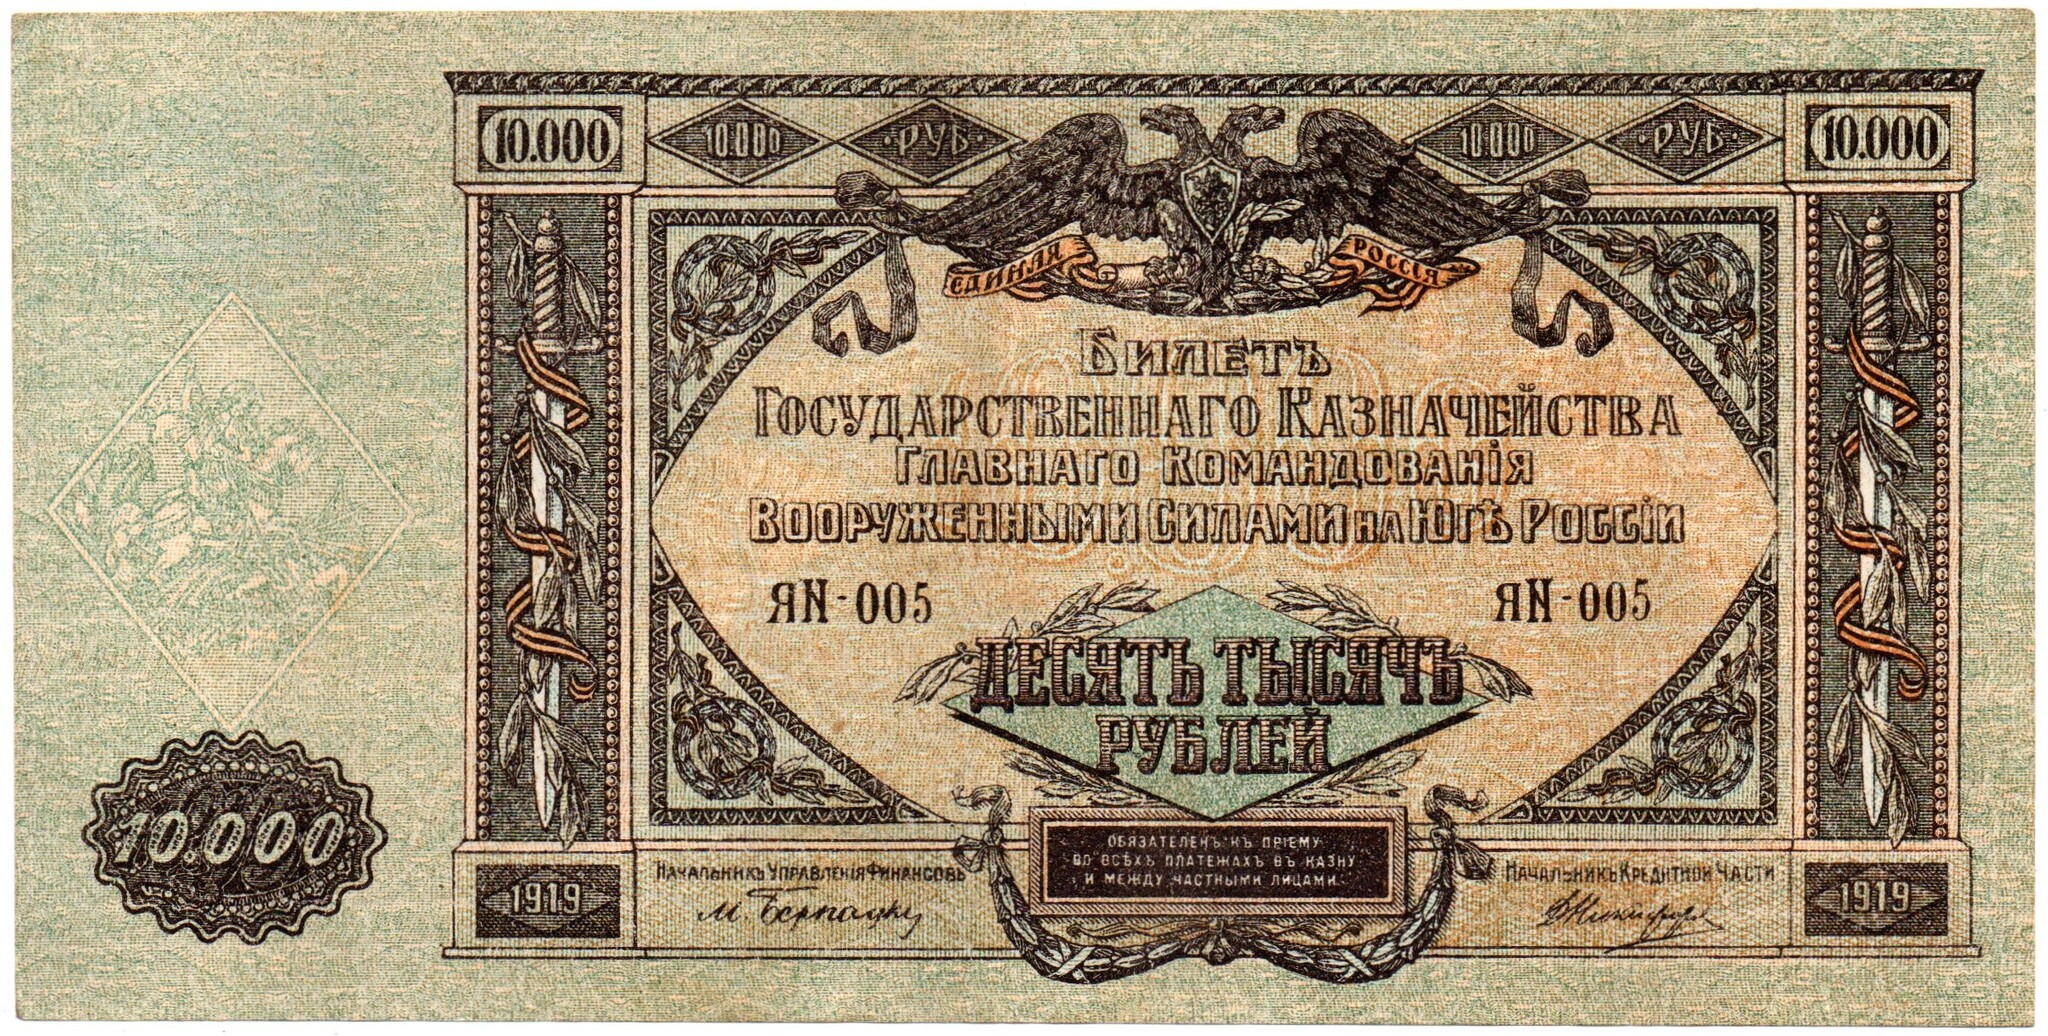 10.000 10.000 РУБ 10.000 РУБ 10.000
ЕДИНАЯ РОССІЯ
БИЛЕТЪ
ГОСУДАРСТВЕННАГО КАЗНАЧЕЙСТВА
ГЛАВНАГО КОМАНДОВАНІЯ
ВООРУЖЕННЫМИ СИЛАМИ НА ЮГѢ РОССІИ
ЯN-005 ЯN-005
ДЕСЯТЬ ТЫСЯЧЪ
РУБЛЕЙ
10.000
ОБЯЗАТЕЛЕНЪ КЪ ПРІЕМУ
ВО ВСѢХЪ ПЛАТЕЖАХЪ ВЪ КАЗНУ
И МЕЖДУ ЧАСТНЫМИ ЛИЦАМИ.
НАЧАЛЬНИКЪ УПРАВЛЕНІЯ ФИНАНСОВЪ НАЧАЛЬНИКЪ КРЕДИТНОЙ ЧАСТИ
1919 М. Бернацкій 1919